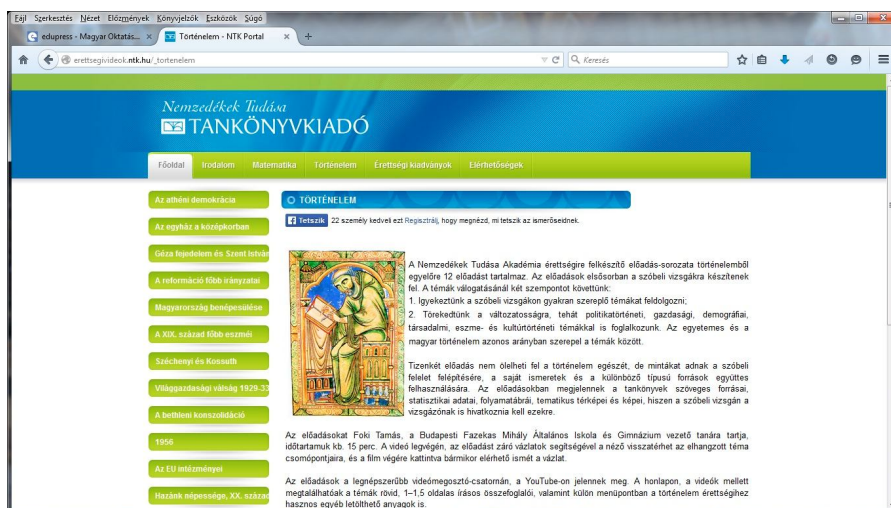 Fájl Szerkesztés Nézet Előzmények Könyvjelzők Eszközök Súgó
edupress - Magyar Oktatás...
Történelem - NTK Portal
erettsegivideok.ntk.hu/_tortenelem
Keresés
Nemzedékek Tudása
TANKÖNYVKIADÓ
Főoldal Irodalom Matematika Történelem Érettségi kiadványok Elérhetőségek
Az athéni demokrácia
Az egyház a középkorban
Géza fejedelem és Szent István
A reformáció főbb irányzatai
Magyarország benépesülése
A XIX. század főbb eszméi
Széchenyi és Kossuth
Világgazdasági válság 1929-33
A bethleni konszolidáció
1956
Az EU intézményei
Hazánk népessége, XX. század
TÖRTÉNELEM
Tetszik 22 személy kedveli ezt Regisztrálj, hogy megnézd, mi tetszik az ismerőseidnek.
A Nemzedékek Tudása Akadémia érettségire felkészítő előadás-sorozata történelemből
egyelőre 12 előadást tartalmaz. Az előadások elsősorban a szóbeli vizsgákra készítenek
fel. A témák válogatásánál két szempontot követtünk:
1. Igyekeztünk a szóbeli vizsgákon gyakran szereplő témákat feldolgozni;
2. Törekedtünk a változatosságra, tehát politikatörténeti, gazdasági, demográfiai,
társadalmi, eszme- és kultúrtörténeti témákkal is foglalkozunk. Az egyetemes és a
magyar történelem azonos arányban szerepel a témák között.
Tizenkét előadás nem ölelheti fel a történelem egészét, de mintákat adnak a szóbeli
felelet felépítésére, a saját ismeretek és a különböző típusú források együttes
felhasználására. Az előadásokban megjelennek a tankönyvek szöveges forrásai,
statisztikai adatai, folyamatábrái, tematikus térképei és képei, hiszen a szóbeli vizsgán a
vizsgázónak is hivatkoznia kell ezekre.
Az előadásokat Foki Tamás, a Budapesti Fazekas Mihály Általános Iskola és Gimnázium vezető tanára tartja,
időtartamuk kb. 15 perc. A videó legvégén, az előadást záró vázlatok segítségével a néző visszatérhet az elhangzott téma
csomópontjaira, és a film végére kattintva bármikor elérhető ismét a vázlat.
Az előadások a legnépszerűbb videómegosztó-csatornán, a YouTube-on jelennek meg. A honlapon, a videók mellett
megtalálhatóak a témák rövid, 1–1,5 oldalas írásos összefoglalói, valamint külön menüpontban a történelem érettségihez
hasznos egyéb letölthető anyagok is.